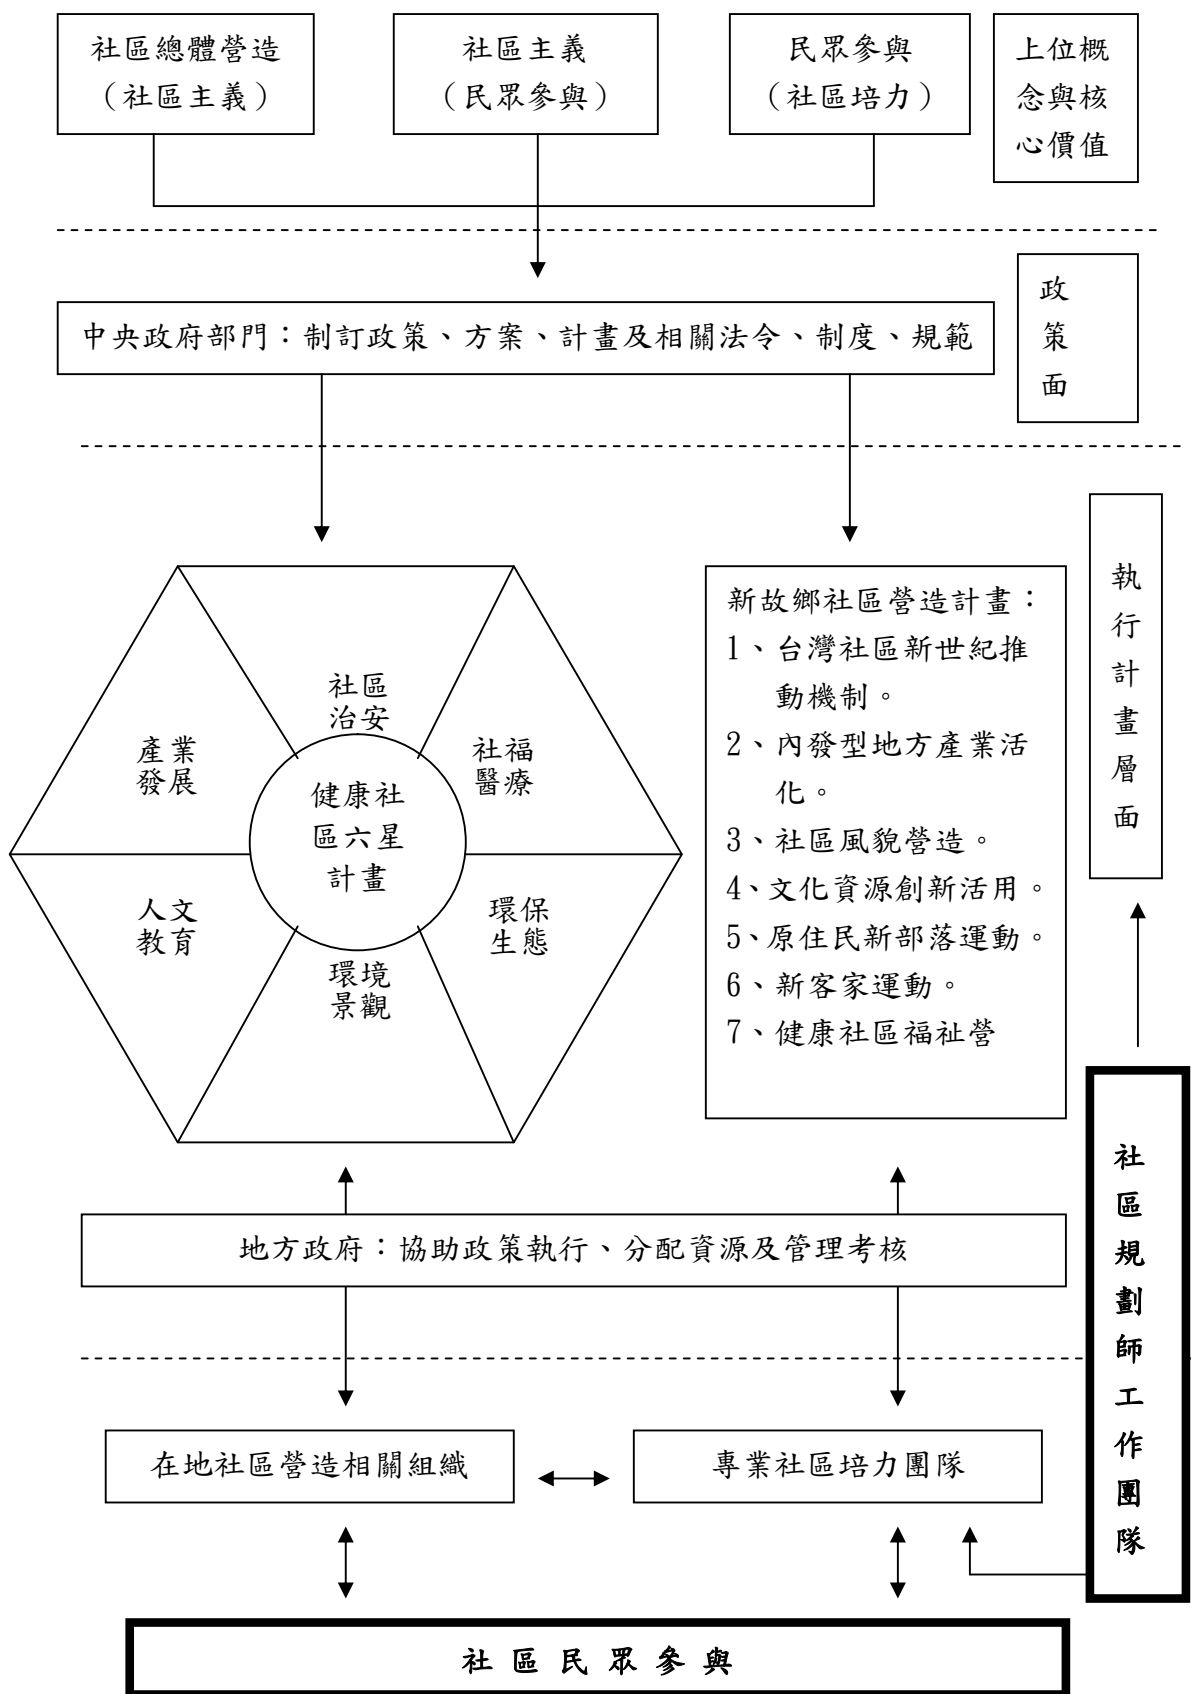 社區總體營造
（社區主義）
社區主義
（民眾參與）
民眾參與
（社區培力）
上位概
念與核
心價值
政
策
面
中央政府部門：制訂政策、方案、計畫及相關法令、制度、規範
執
行
計
畫
層
面
社區
治安
產業
發展
社福
醫療
健康社
區六星
計畫
人文
教育
環保
生態
環境
景觀
新故鄉社區營造計畫：
1、台灣社區新世紀推
動機制。
2、內發型地方產業活
化。
3、社區風貌營造。
4、文化資源創新活用。
5、原住民新部落運動。
6、新客家運動。
7、健康社區福祉營
社
區
規
劃
師
工
作
團
隊
地方政府：協助政策執行、分配資源及管理考核
在地社區營造相關組織
專業社區培力團隊
社區民眾參與